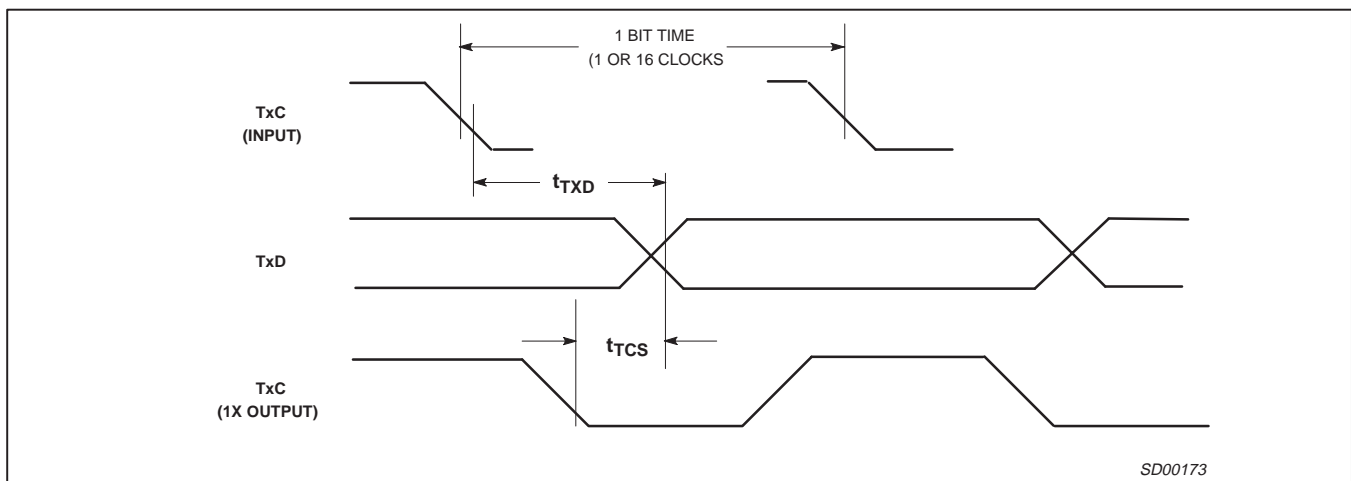 1 BIT TIME
(1 OR 16 CLOCKS
TxC
(INPUT)
tTXD
TxD
tTCS
TxC
(1X OUTPUT)
SD00173